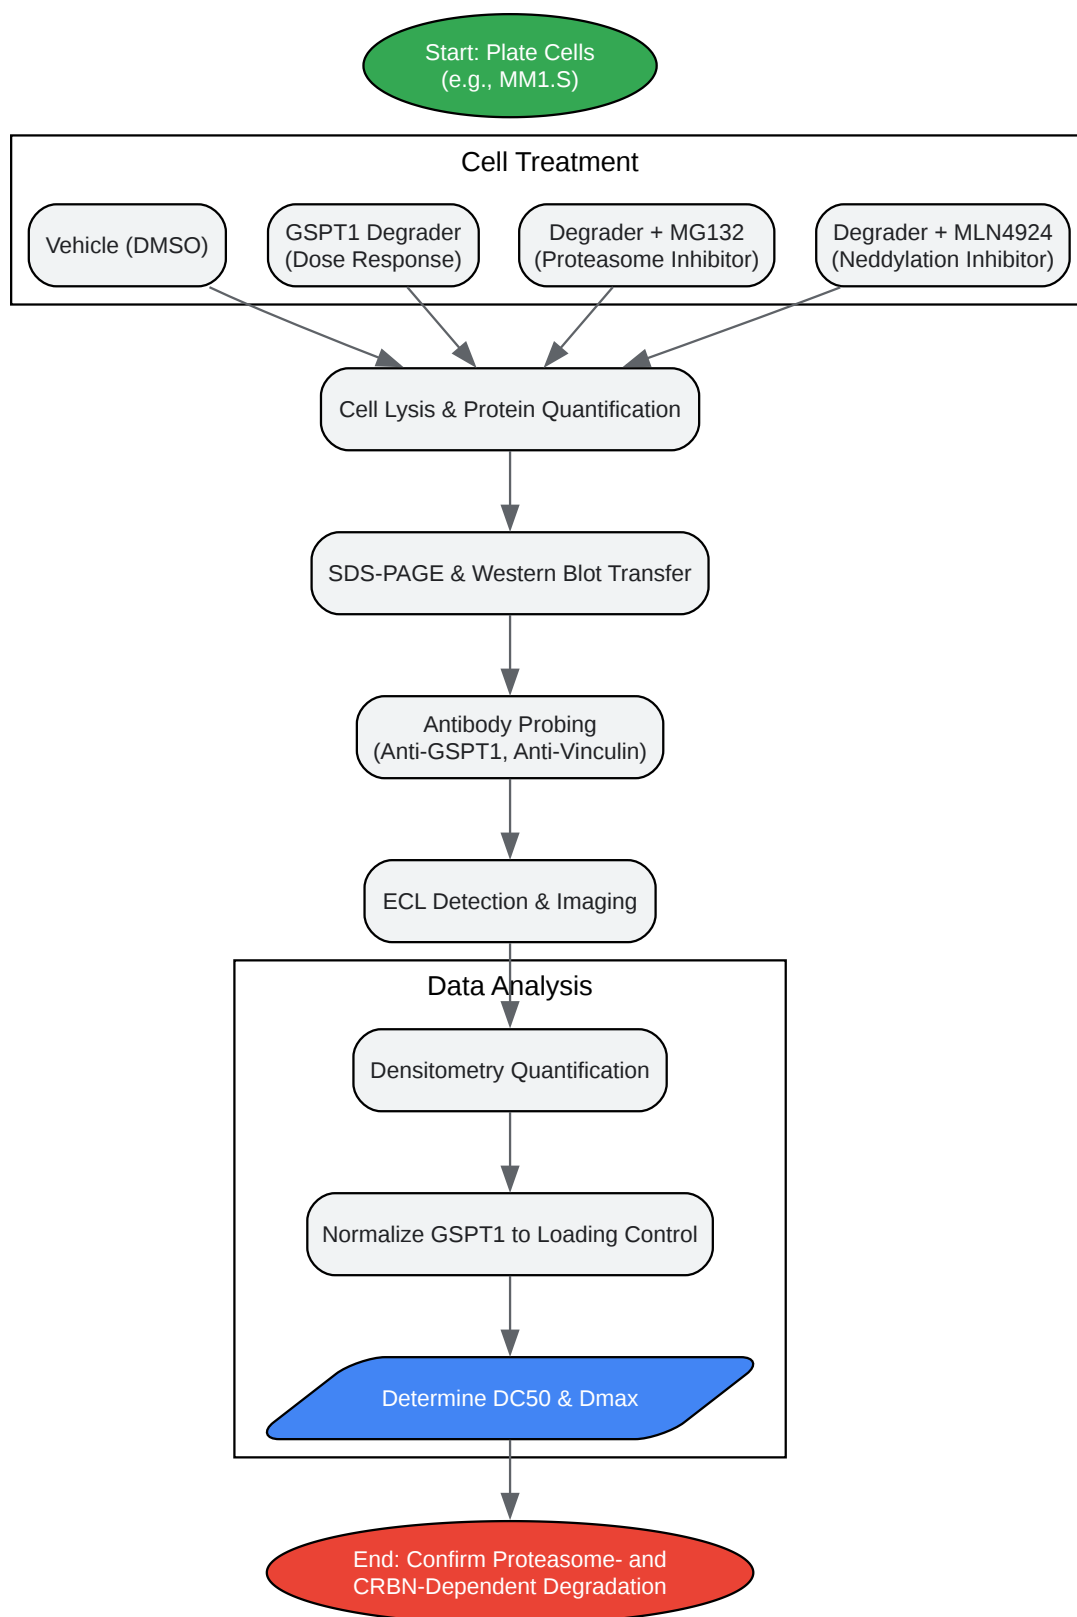 Start: Plate Cells
(e.g., MM1.S)
Cell Treatment
Vehicle (DMSO)
GSPT1 Degrader
(Dose Response)
Degrader + MG132
(Proteasome Inhibitor)
Degrader + MLN4924
(Neddylation Inhibitor)
Cell Lysis & Protein Quantification
SDS-PAGE & Western Blot Transfer
Antibody Probing
(Anti-GSPT1, Anti-Vinculin)
ECL Detection & Imaging
Data Analysis
Densitometry Quantification
Normalize GSPT1 to Loading Control
Determine DC50 & Dmax
End: Confirm Proteasome- and
CRBN-Dependent Degradation